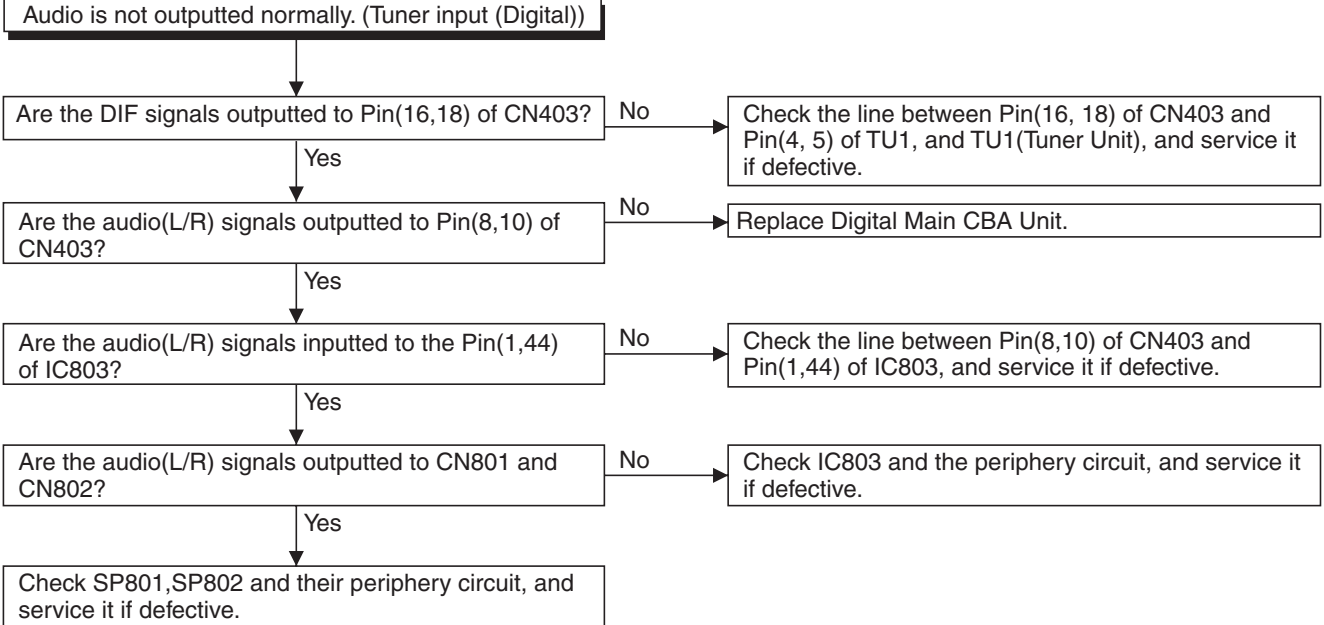 Audio is not outputted normally. (Tuner input (Digital))
Are the DIF signals outputted to Pin(16,18) of CN403?
No
Check the line between Pin(16, 18) of CN403 and
Pin(4, 5) of TU1, and TU1(Tuner Unit), and service it
if defective.
Yes
Are the audio(L/R) signals outputted to Pin(8,10) of
CN403?
No
Replace Digital Main CBA Unit.
Yes
Are the audio(L/R) signals inputted to the Pin(1,44)
of IC803?
No
Check the line between Pin(8,10) of CN403 and
Pin(1,44) of IC803, and service it if defective.
Yes
Are the audio(L/R) signals outputted to CN801 and
CN802?
No
Check IC803 and the periphery circuit, and service it
if defective.
Yes
Check SP801,SP802 and their periphery circuit, and
service it if defective.